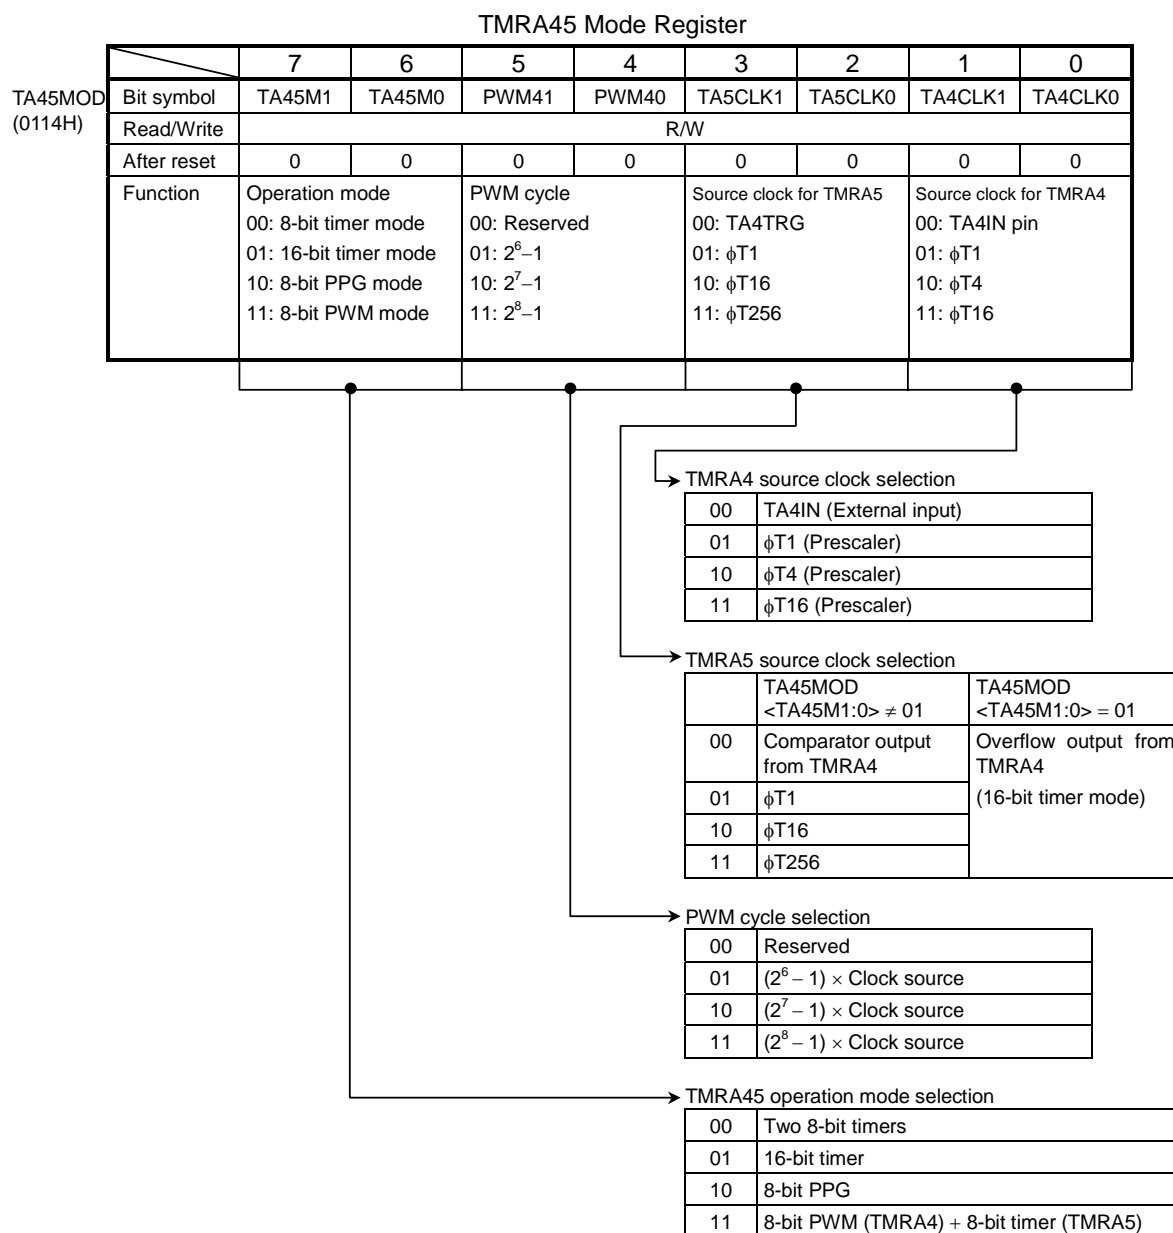 TMRA45 Mode Register
7 6 5 4 3 2 1 0
TA45MOD (0114H)
Bit symbol TA45M1 TA45M0 PWM41 PWM40 TA5CLK1 TA5CLK0 TA4CLK1 TA4CLK0
Read/Write R/W
After reset 0 0 0 0 0 0 0 0
Function
Operation mode
00: 8-bit timer mode
01: 16-bit timer mode
10: 8-bit PPG mode
11: 8-bit PWM mode
PWM cycle
00: Reserved
01: 2⁶−1
10: 2⁷−1
11: 2⁸−1
Source clock for TMRA5
00: TA4TRG
01: ϕT1
10: ϕT16
11: ϕT256
Source clock for TMRA4
00: TA4IN pin
01: ϕT1
10: ϕT4
11: ϕT16
TMRA4 source clock selection
00 TA4IN (External input)
01 ϕT1 (Prescaler)
10 ϕT4 (Prescaler)
11 ϕT16 (Prescaler)
TMRA5 source clock selection
TA45MOD
<TA45M1:0> ≠ 01
TA45MOD
<TA45M1:0> = 01
00 Comparator output
from TMRA4
01 ϕT1
10 ϕT16
11 ϕT256
Overflow output from
TMRA4
(16-bit timer mode)
PWM cycle selection
00 Reserved
01 (2⁶ − 1) × Clock source
10 (2⁷ − 1) × Clock source
11 (2⁸ − 1) × Clock source
TMRA45 operation mode selection
00 Two 8-bit timers
01 16-bit timer
10 8-bit PPG
11 8-bit PWM (TMRA4) + 8-bit timer (TMRA5)